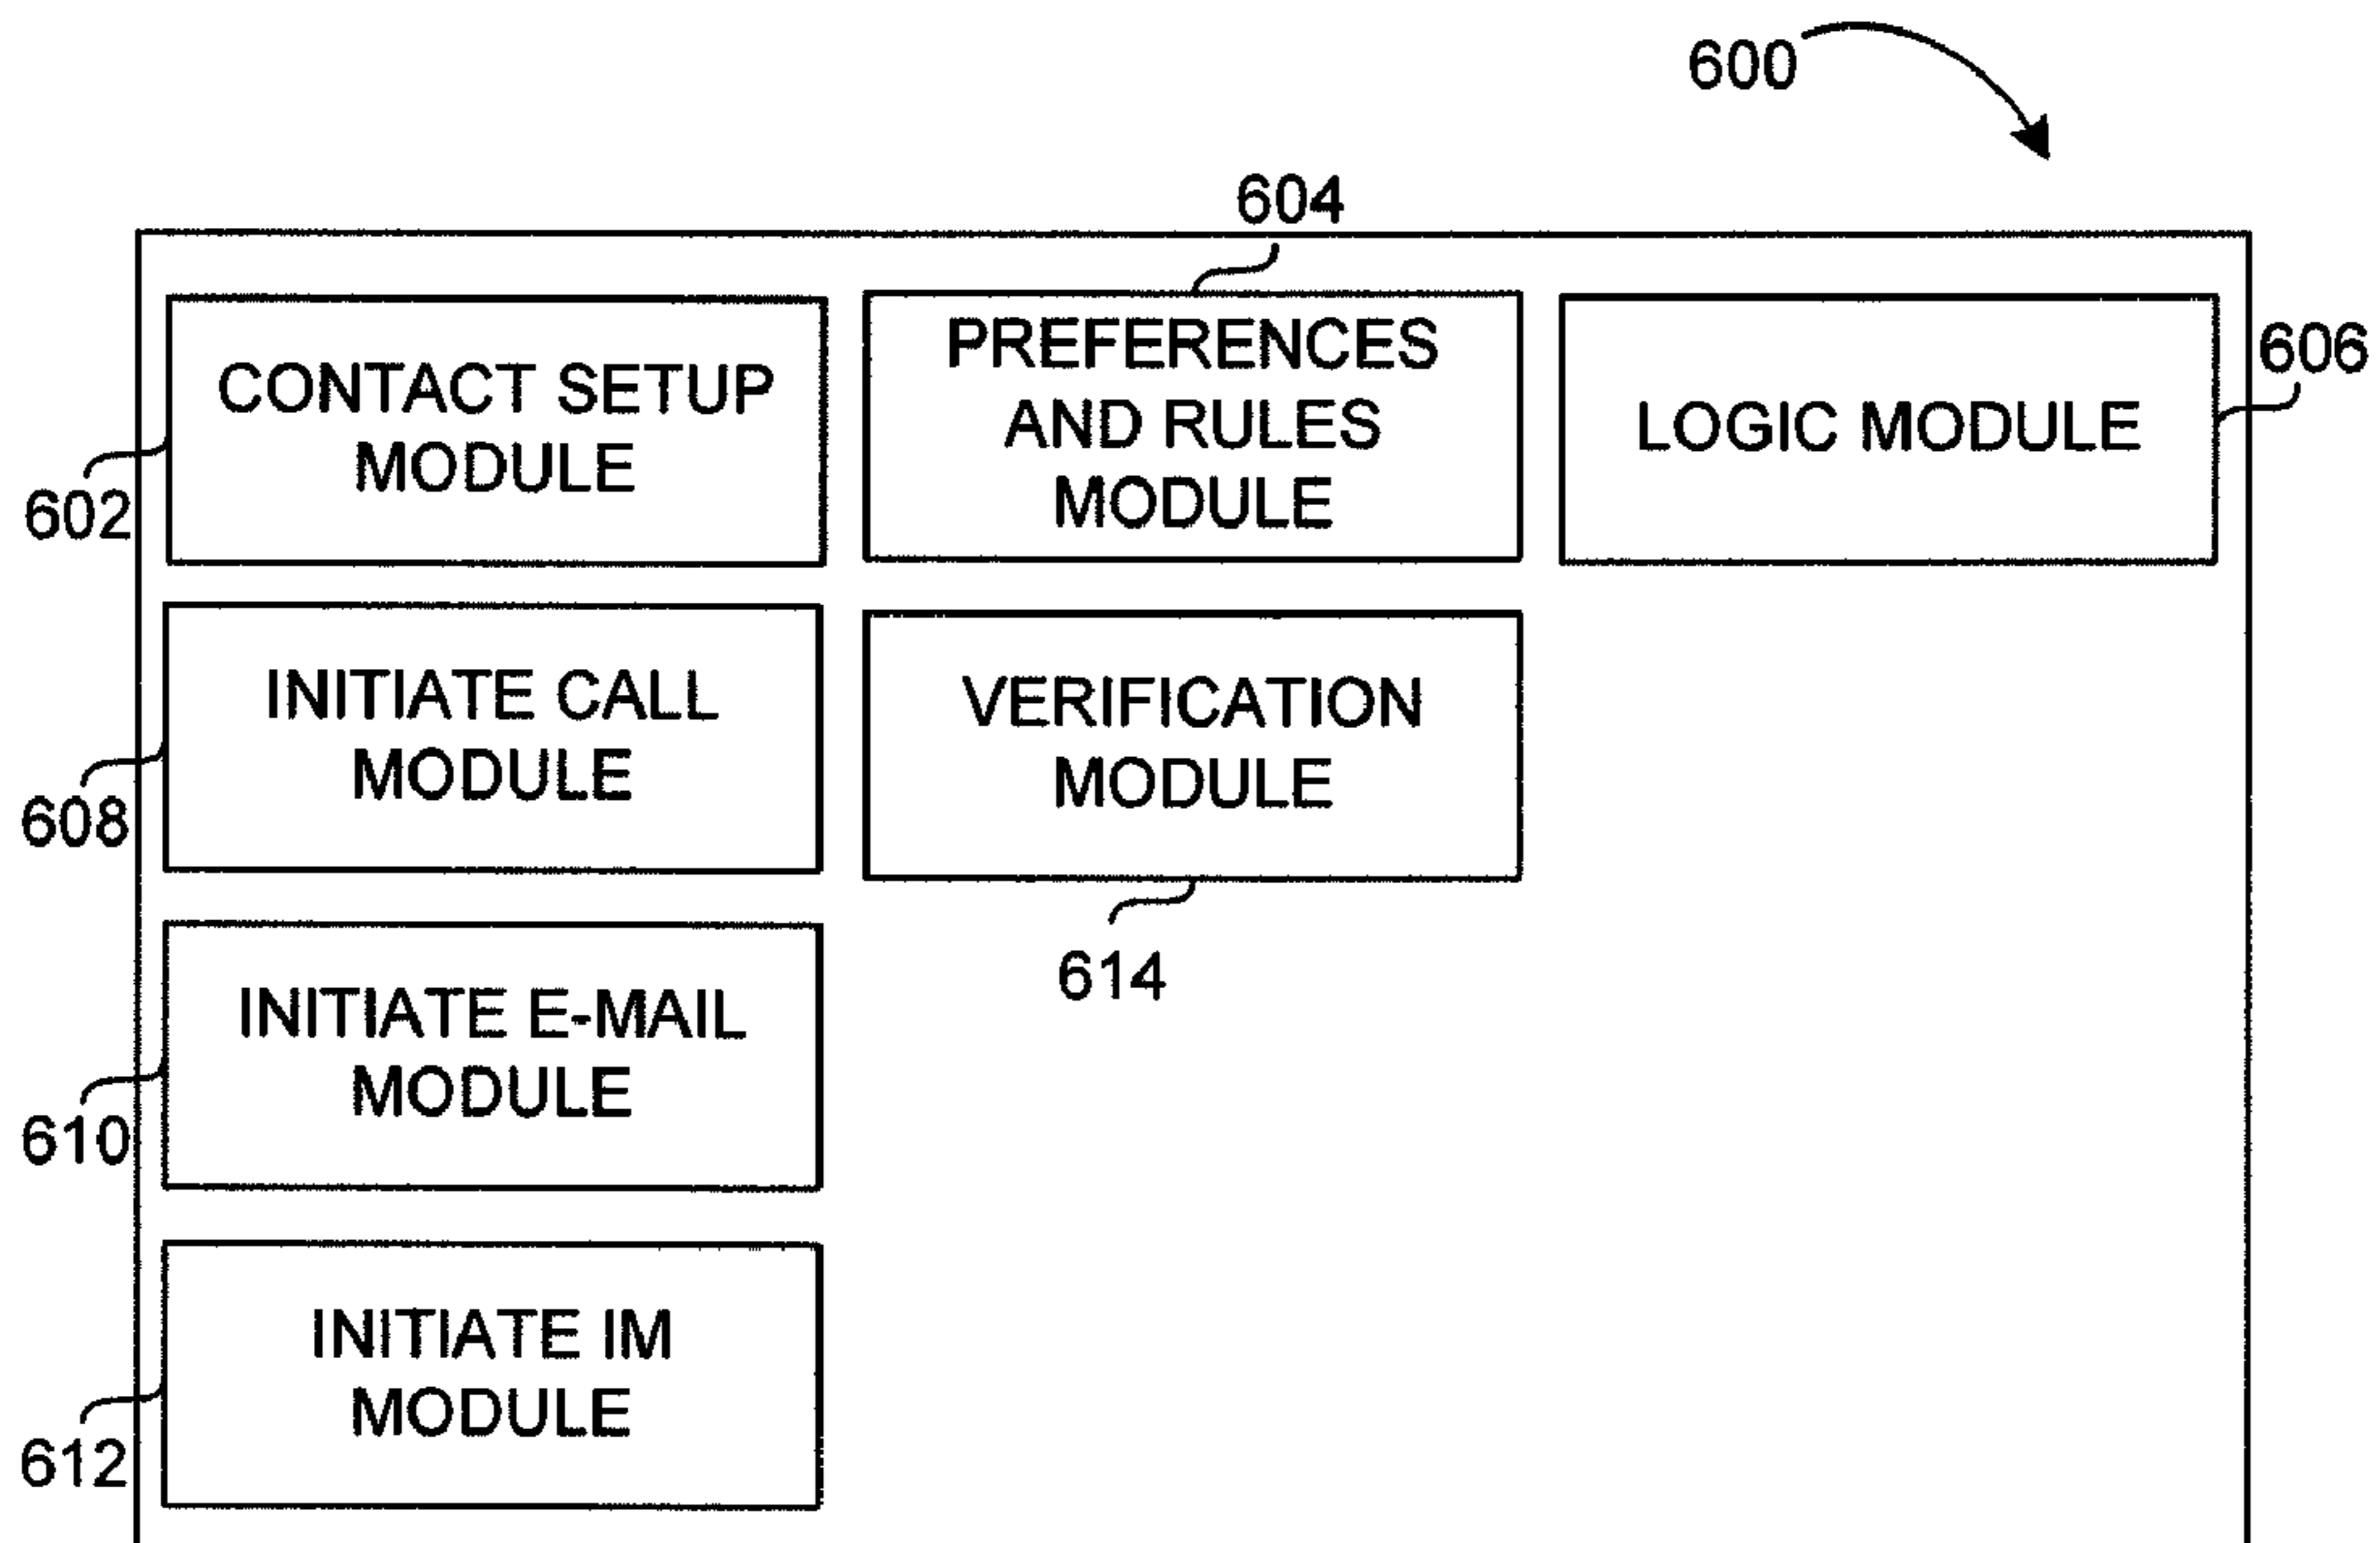 600
604
CONTACT SETUP
MODULE
602
PREFERENCES
AND RULES
MODULE
LOGIC MODULE
606
INITIATE CALL
MODULE
608
VERIFICATION
MODULE
614
INITIATE E-MAIL
MODULE
610
INITIATE IM
MODULE
612